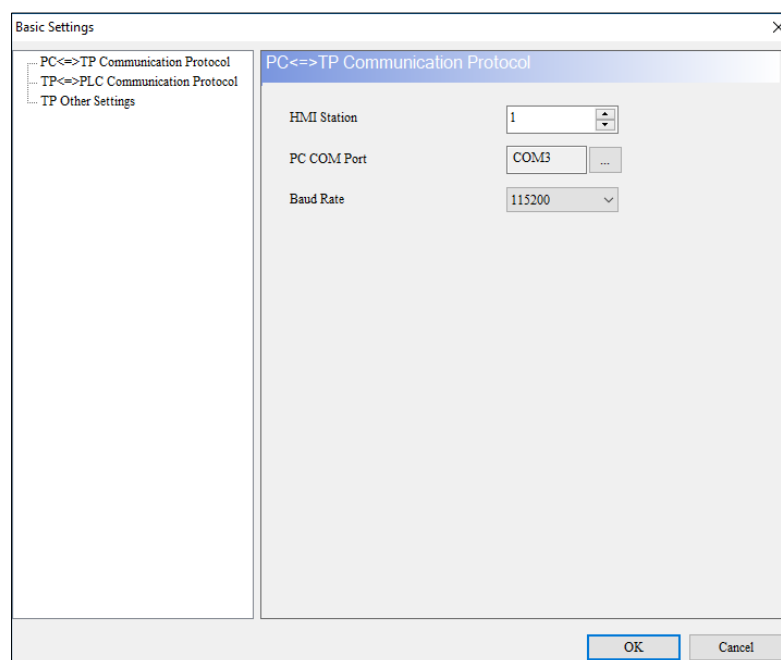 Basic Settings
PC<=>TP Communication Protocol
TP<=>PLC Communication Protocol
TP Other Settings
PC<=>TP Communication Protocol
HMI Station
1
PC COM Port
COM3
...
Baud Rate
115200
OK
Cancel